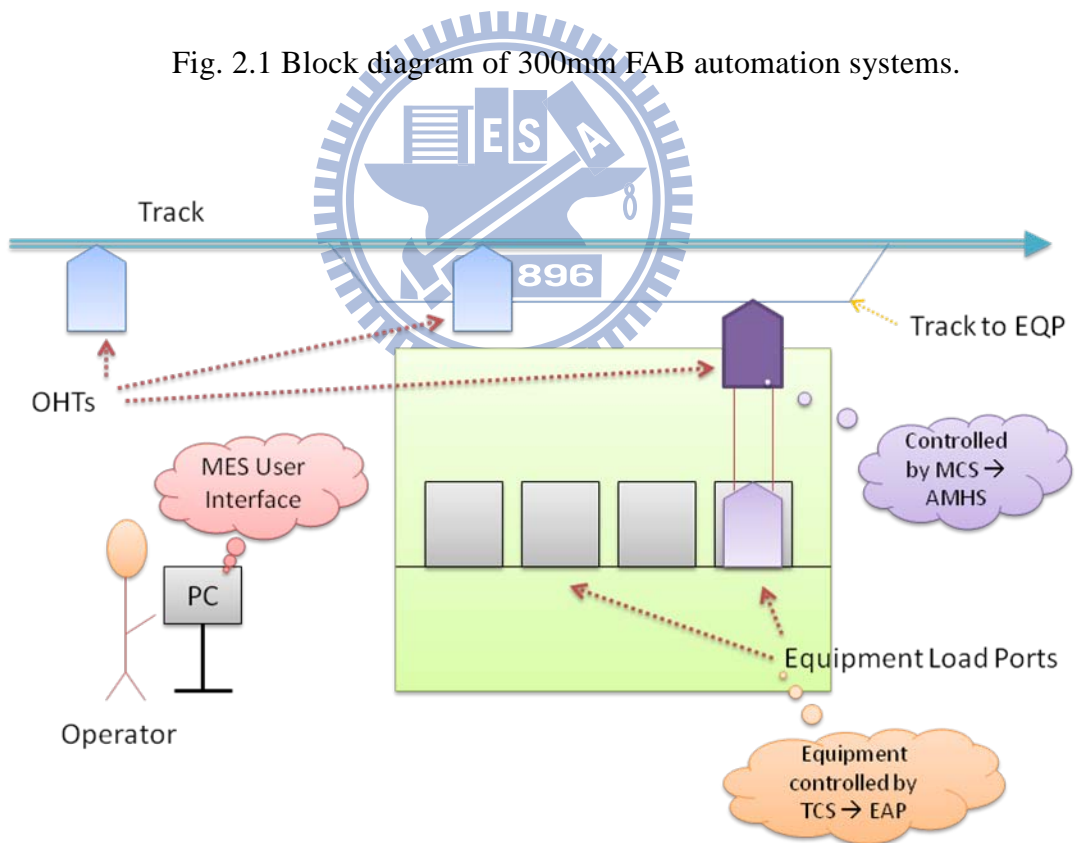 Fig. 2.1 Block diagram of 300mm FAB automation systems.
E S A
Track
896
Track to EQP
OHTs
MES User
Interface
Controlled
by MCS →
AMHS
PC
Equipment Load Ports
Operator
Equipment
controlled by
TCS → EAP